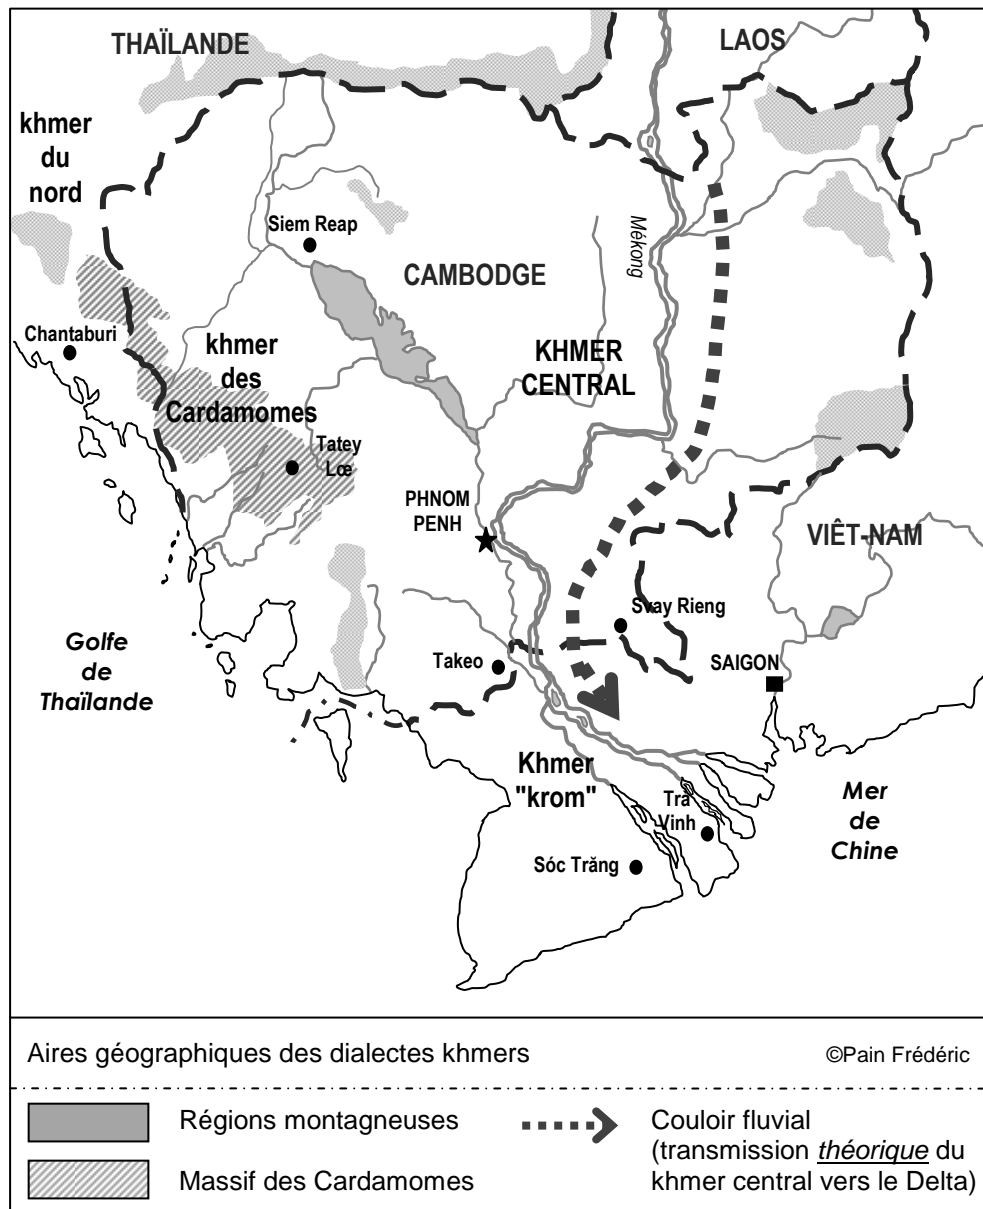 THAÏLANDE
LAOS
khmer
du
nord
Siem Reap
Mékong
CAMBODGE
Chantaburi
khmer
des
Cardamomes
KHMER
CENTRAL
Tatey
Lœ
PHNOM
PENH
VIÊT-NAM
Svay Rieng
Golfe
de
Thaïlande
Takeo
SAIGON
Khmer
"krom"
Trà
Vinh
Mer
de
Chine
Sóc Trăng
Aires géographiques des dialectes khmers
©Pain Frédéric
Régions montagneuses
Massif des Cardamomes
Couloir fluvial
(transmission théorique du
khmer central vers le Delta)